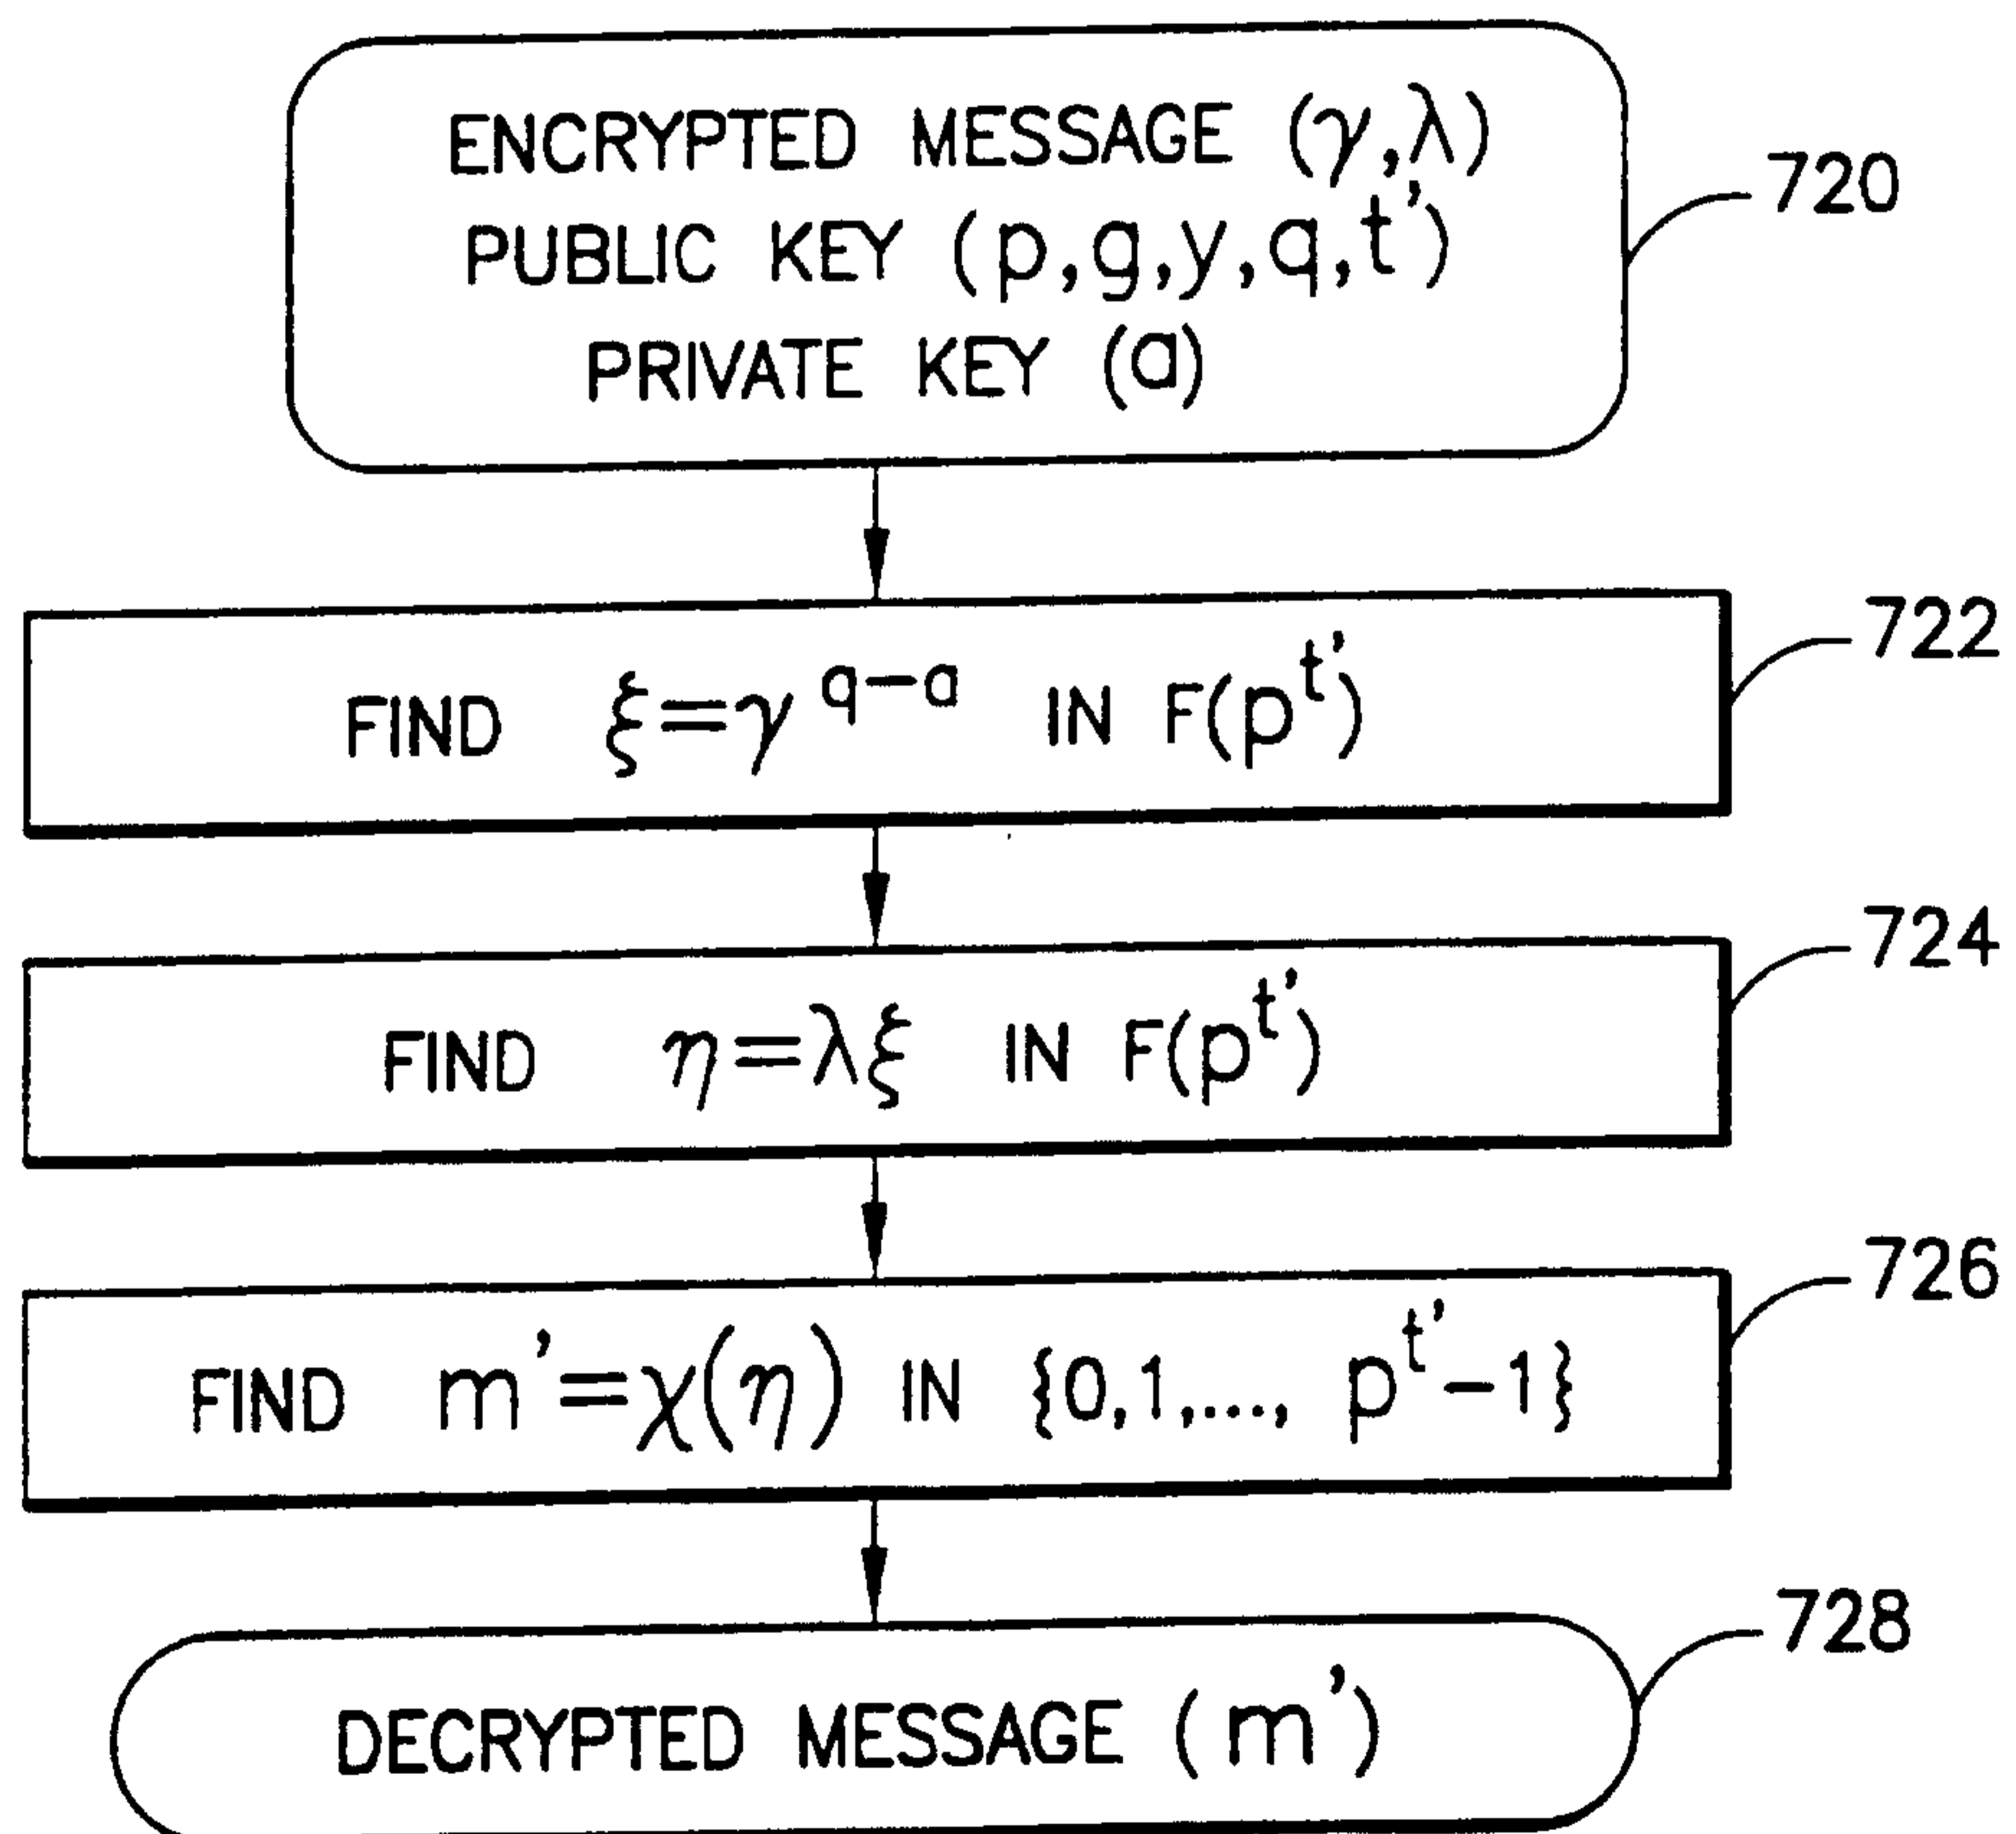 ENCRYPTED MESSAGE (γ,λ)
PUBLIC KEY (p,g,y,q,t')
PRIVATE KEY (a)
720
FIND ξ=γ^{q-a} IN F(p^{t'})
722
FIND η=λξ IN F(p^{t'})
724
FIND m'=χ(η) IN {0,1,..., p^{t'}-1}
726
DECRYPTED MESSAGE (m')
728